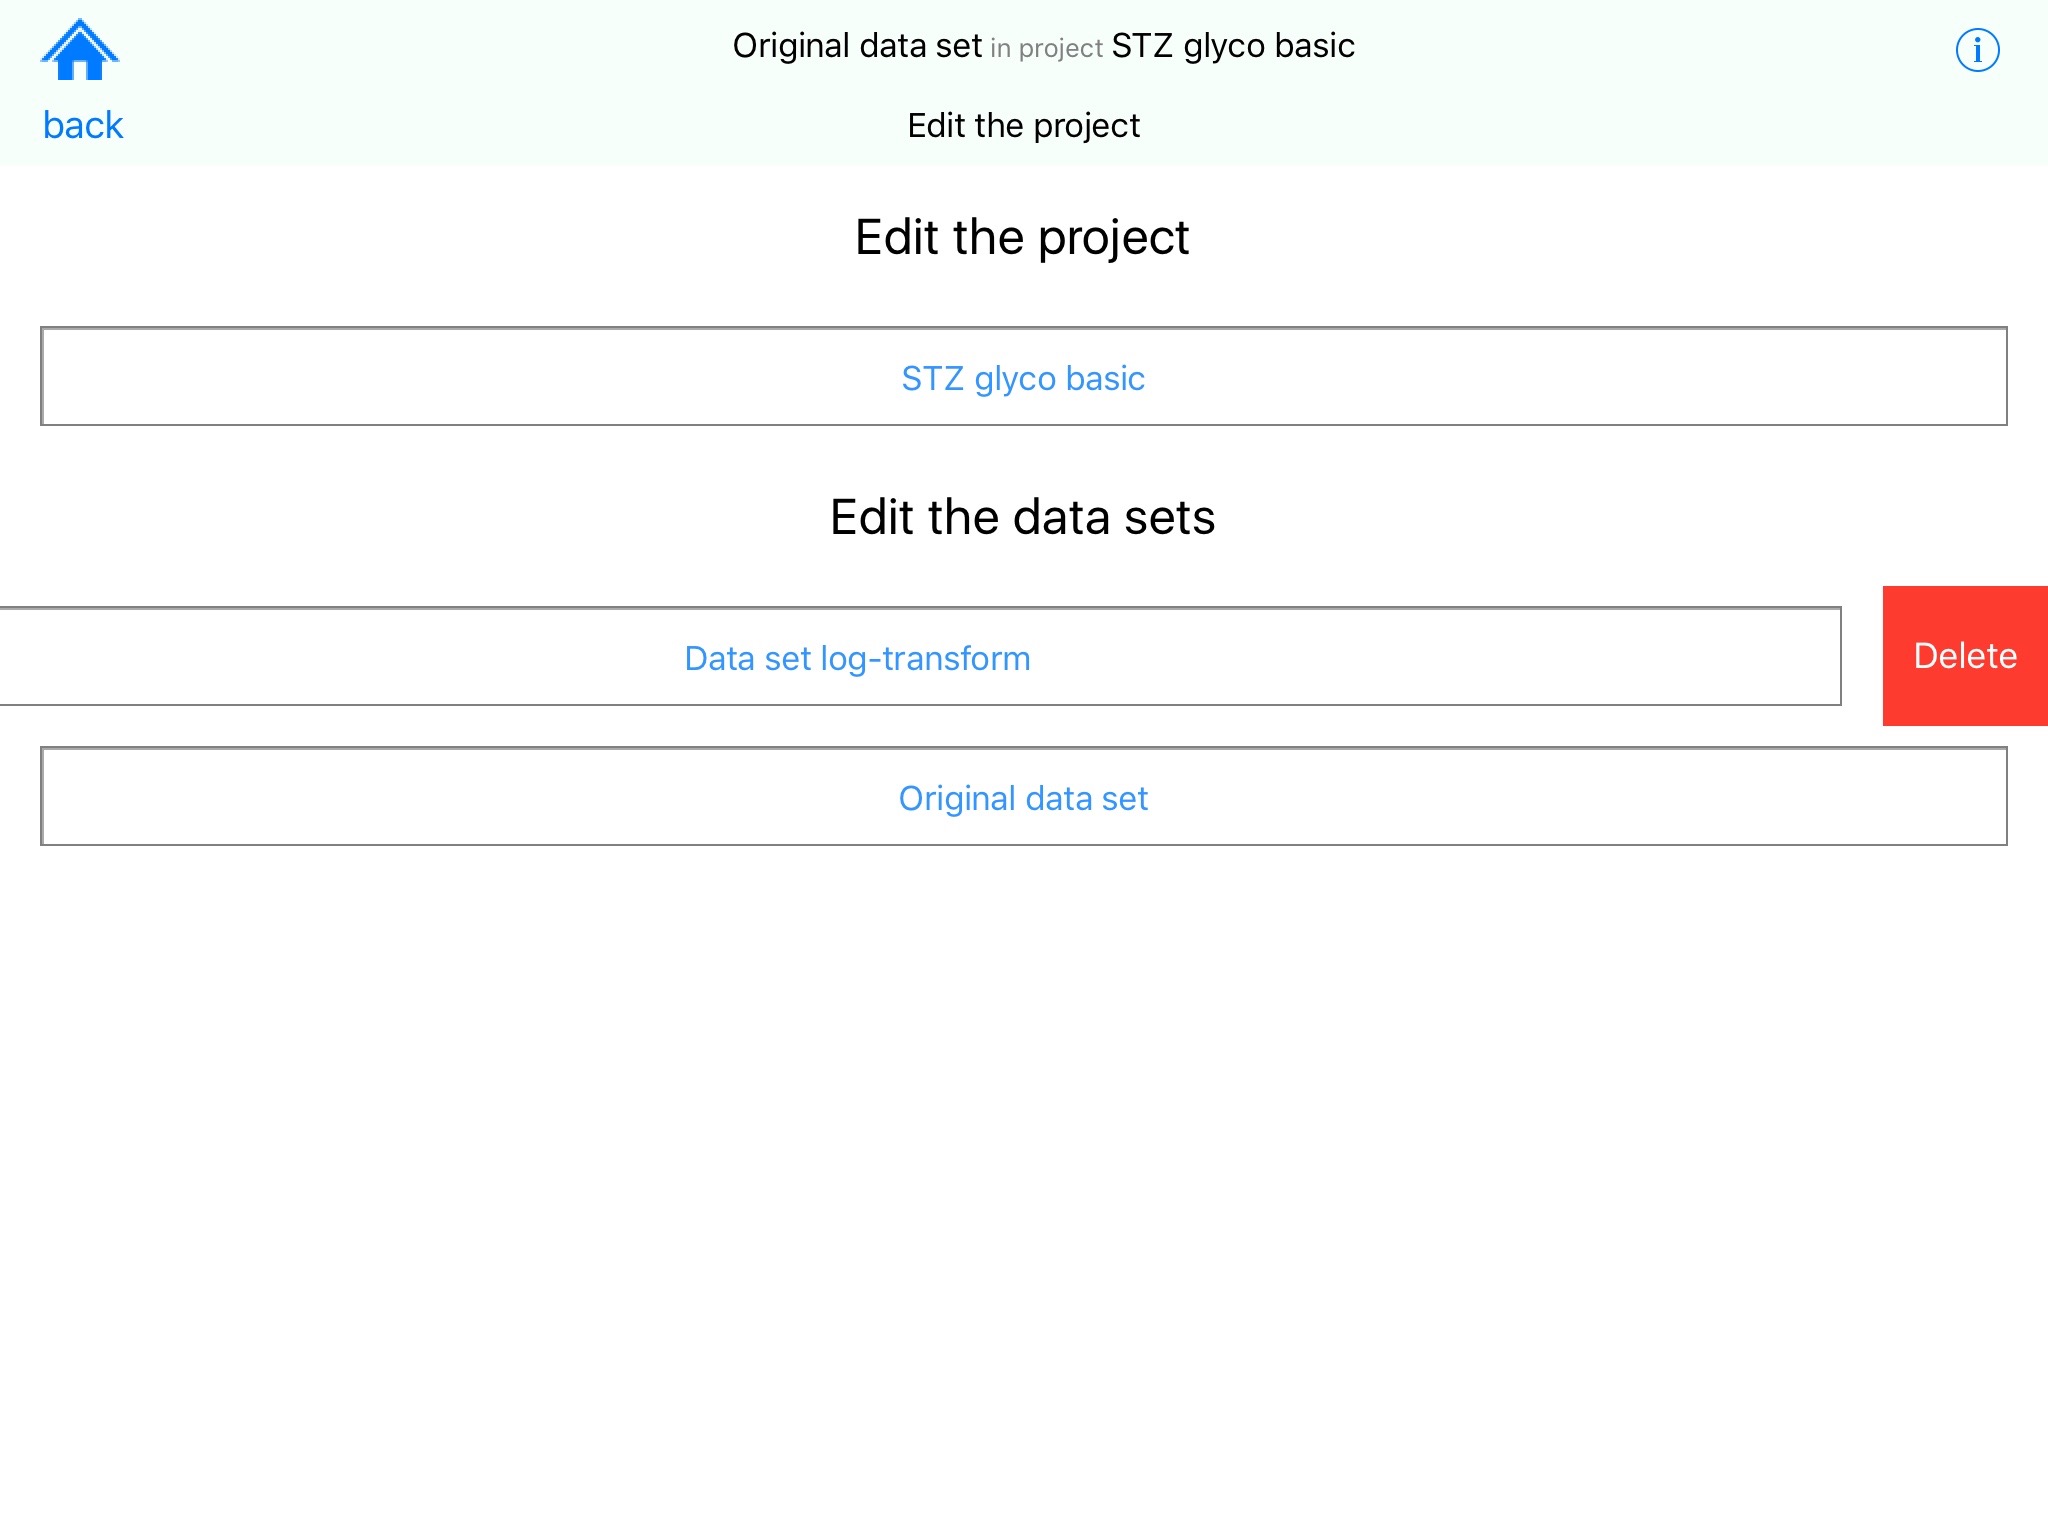 Original data set in project STZ glyco basic
i
back
Edit the project
Edit the project
STZ glyco basic
Edit the data sets
Data set log-transform
Delete
Original data set